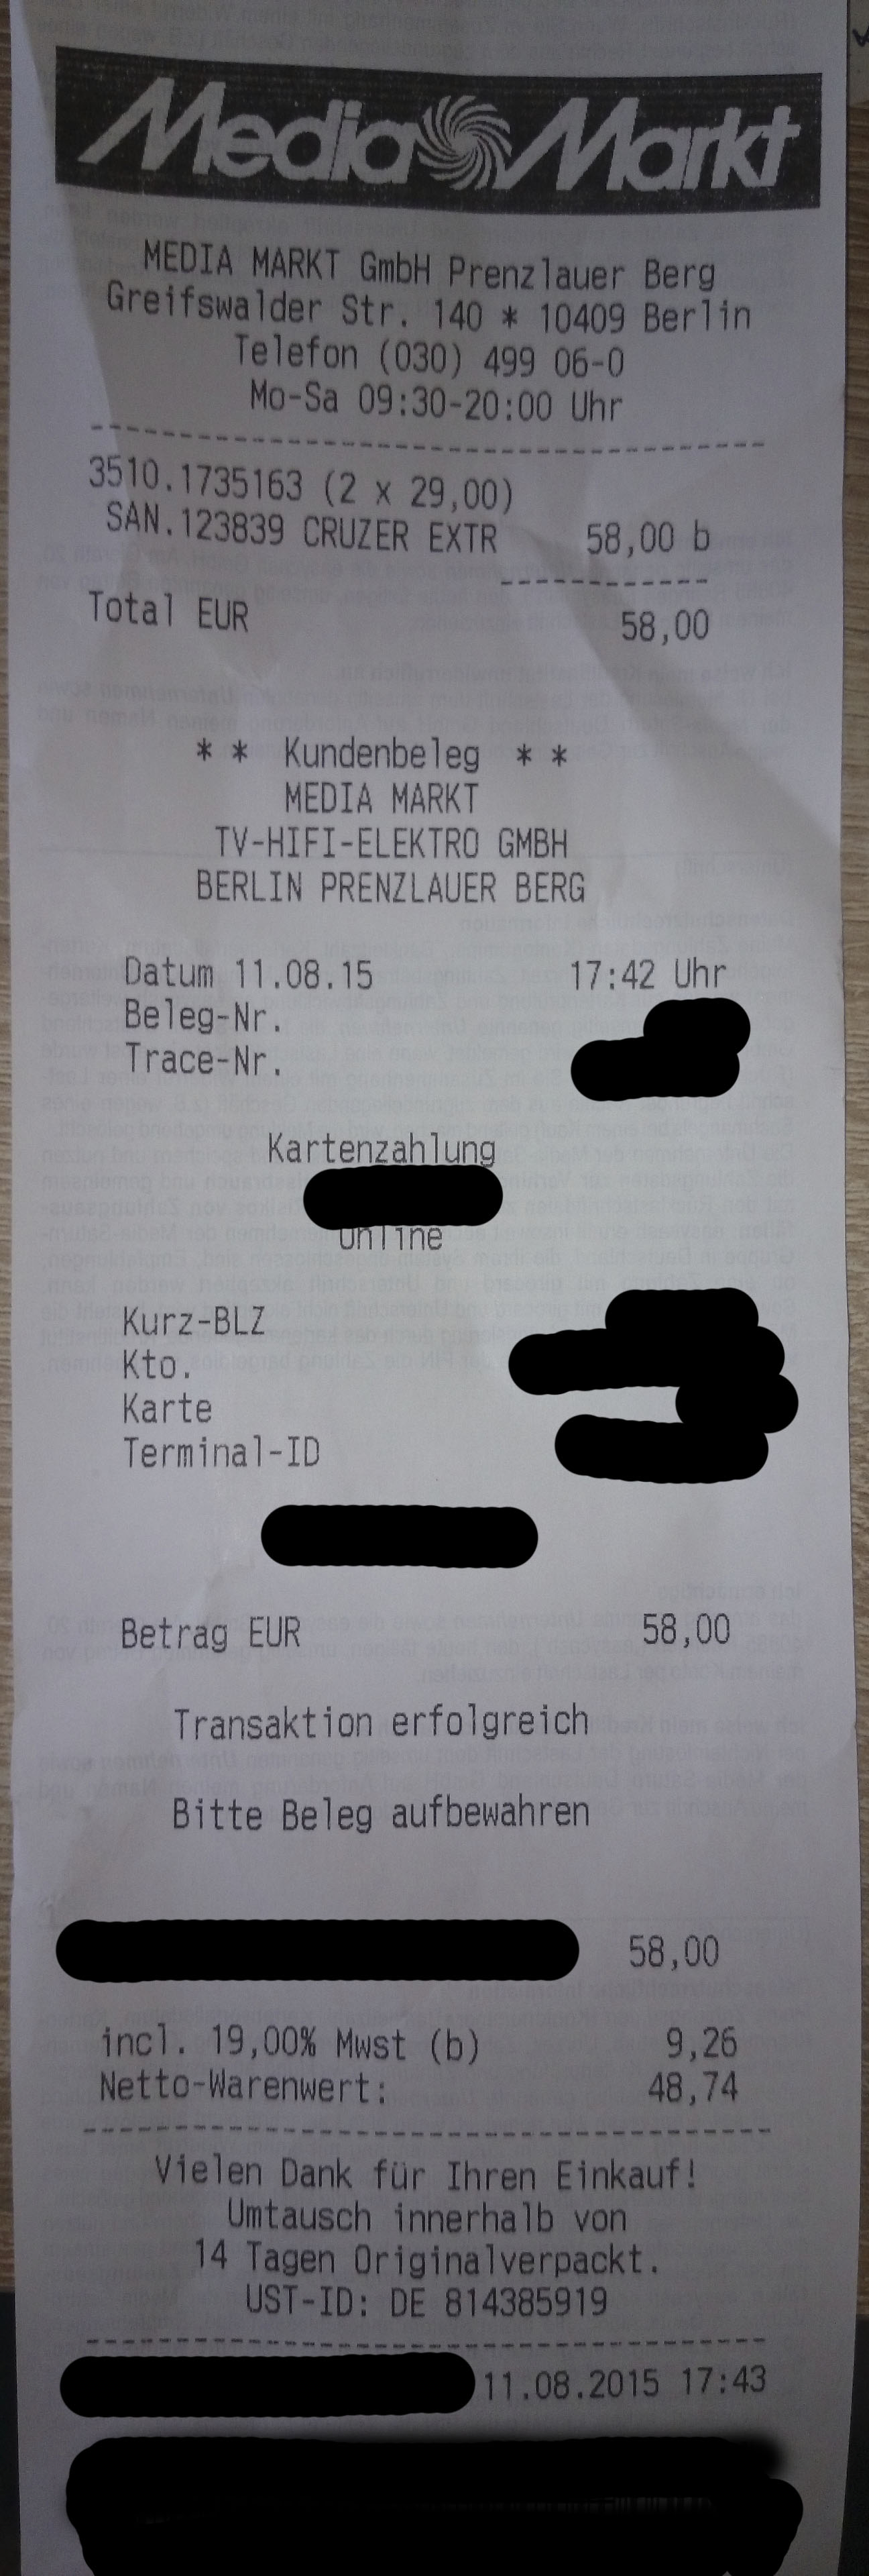 Media Markt
MEDIA MARKT GmbH Prenzlauer Berg
Greifswalder Str. 140 * 10409 Berlin
Telefon (030) 499 06-0
Mo-Sa 09:30-20:00 Uhr
3510.1735163 (2 x 29,00)
SAN.123839 CRUZER EXTR 58,00 b
Total EUR 58,00
* * Kundenbeleg * *
MEDIA MARKT
TV-HIFI-ELEKTRO GMBH
BERLIN PRENZLAUER BERG
Datum 11.08.15 17:42 Uhr
Beleg-Nr.
Trace-Nr.
Kartenzahlung
Online
Kurz-BLZ
Kto.
Karte
Terminal-ID
Betrag EUR 58,00
Transaktion erfolgreich
Bitte Beleg aufbewahren
58,00
incl. 19,00% Mwst (b) 9,26
Netto-Warenwert: 48,74
Vielen Dank für Ihren Einkauf!
Umtausch innerhalb von
14 Tagen Originalverpackt.
UST-ID: DE 814385919
11.08.2015 17:43